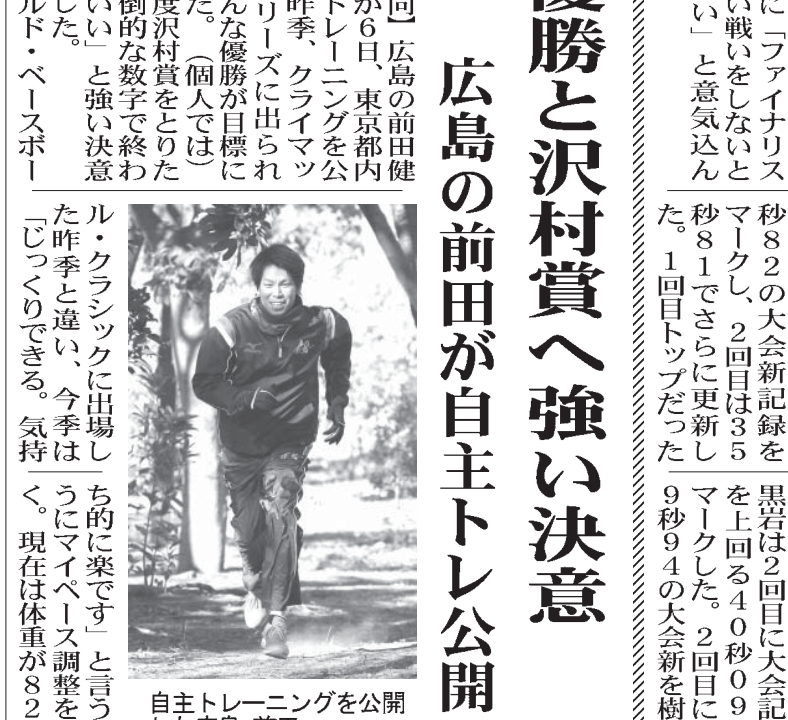 に「ファイナリス
い戦いをしないと
い」と意気込ん
秒82の大会新記録を
マークし、2回目は35
秒81でさらに更新し
た。1回目トップだった
黒岩は2回目に大会記
を上回る40秒09
マークした。2回目に
9秒94の大会新を樹
優勝と沢村賞へ強い決意
広島の前田が自主トレ公開
】広島の前田健
が6日、東京都内
トレーニングを公
昨季、クライマッ
リーズに出られ
んな優勝が目標に
た。(個人では)
度沢村賞をとりた
倒的な数字で終わ
いい」と強い決意
した。
ルド・ベースボー
ル・クラシックに出場し
た昨季と違い、今季は
「じっくりできる。気持
ち的に楽です」と言う
うにマイペース調整を
く。現在は体重が82
自主トレーニングを公開